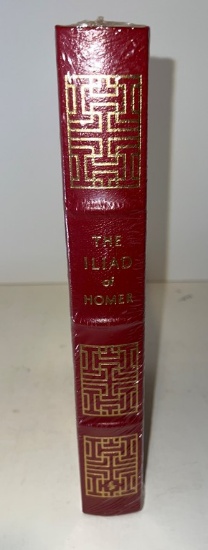 THE
ILIAD
of
HOMER